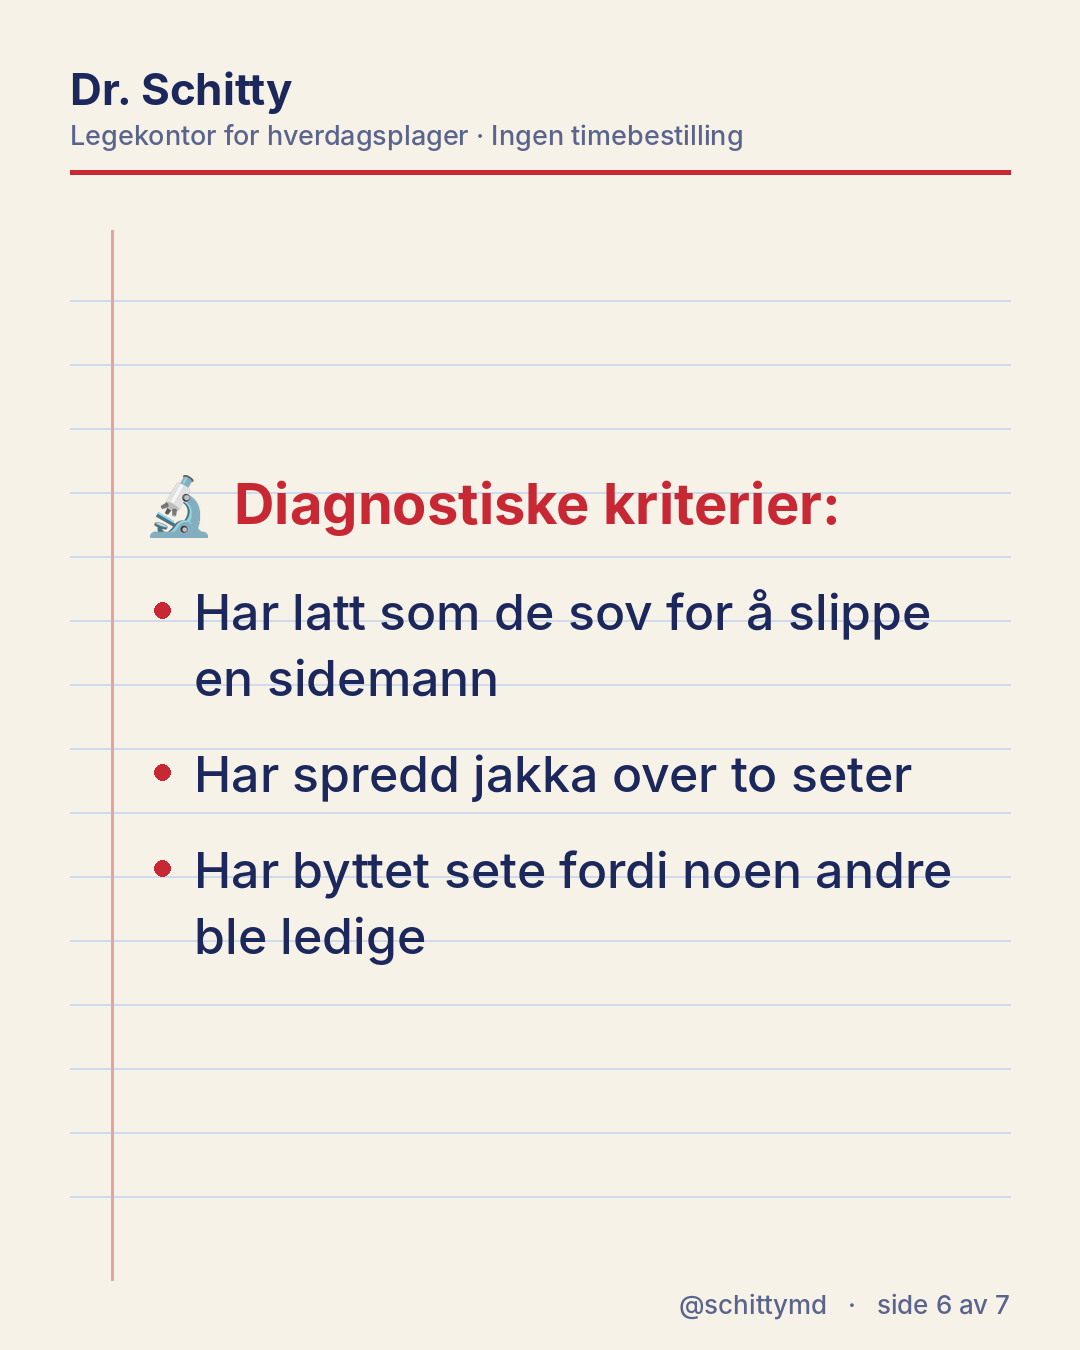 Dr. Schitty
Legekontor for hverdagsplager · Ingen timebestilling
🔬 Diagnostiske kriterier:
• Har latt som de sov for å slippe
en sidemann
• Har spredd jakka over to seter
• Har byttet sete fordi noen andre
ble ledige
@schittymd · side 6 av 7